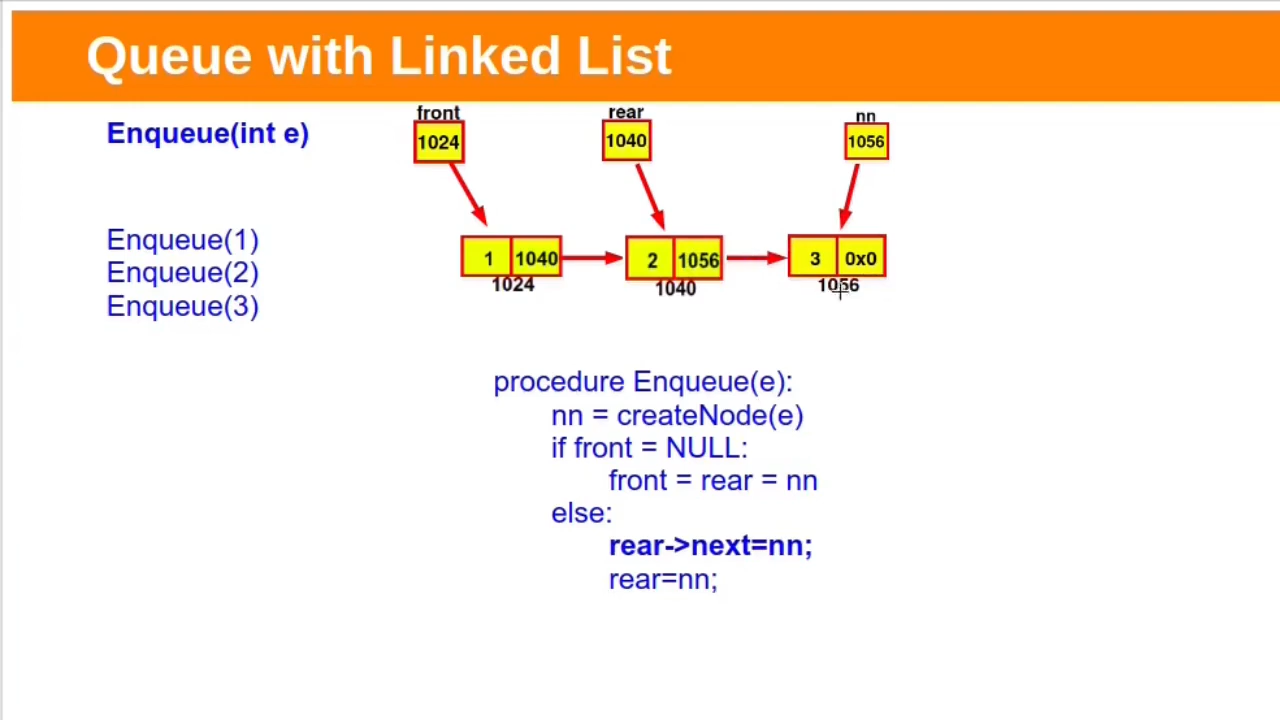 Queue with Linked List
front rear nn
Enqueue(int e)
1024 1040 1056
Enqueue(1)
Enqueue(2)
Enqueue(3)
1 1040 2 1056 3 0x0
1024 1040 1056
procedure Enqueue(e):
nn = createNode(e)
if front = NULL:
front = rear = nn
else:
rear->next=nn;
rear=nn;